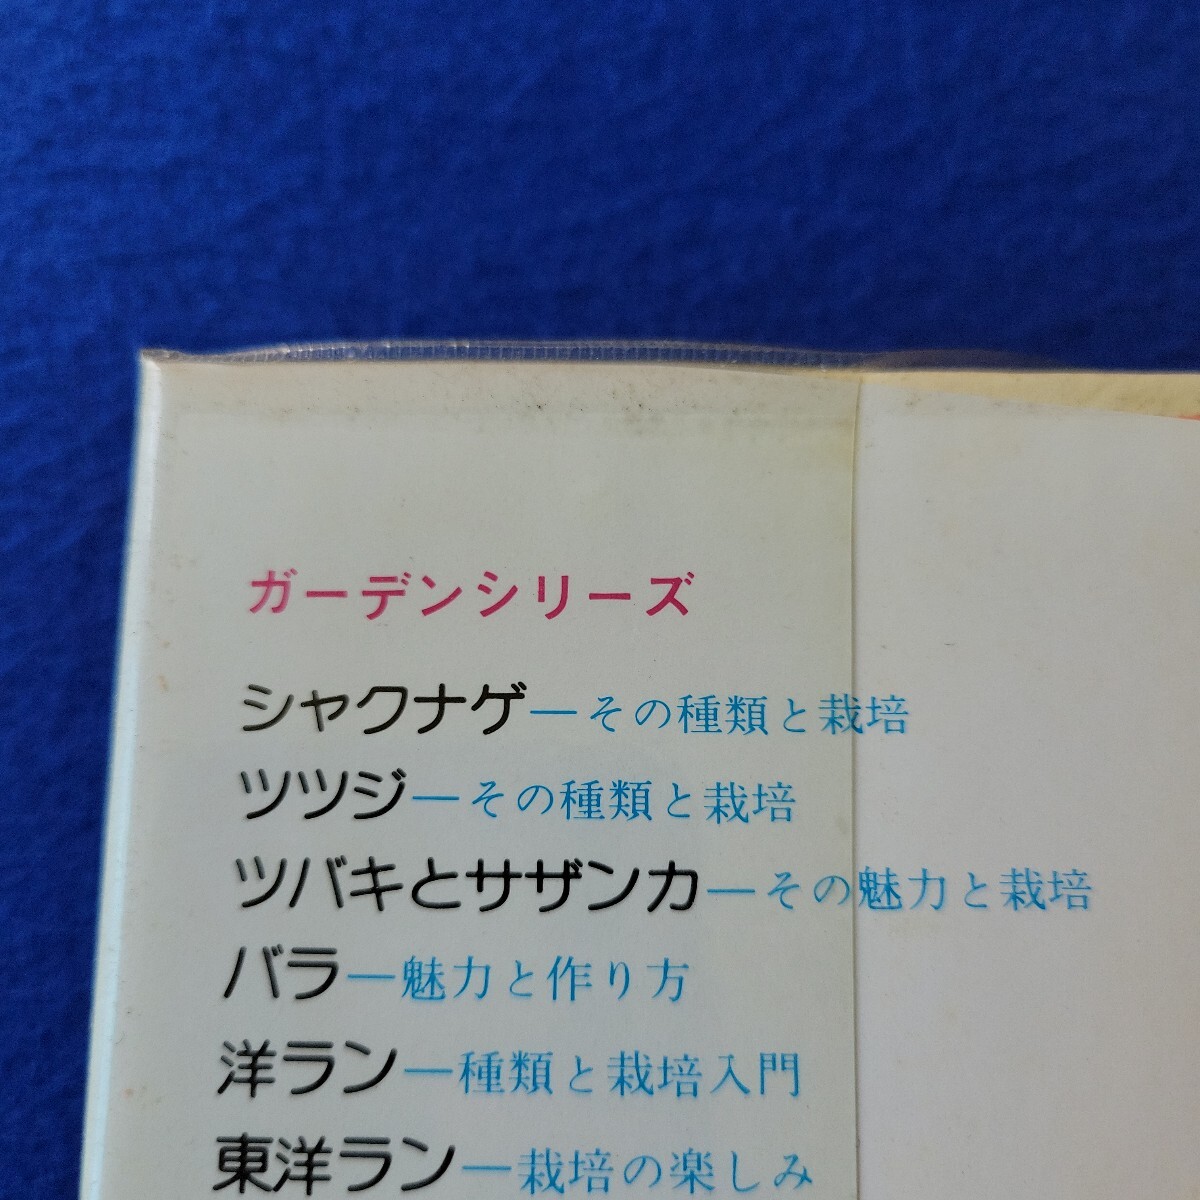 ガーデンシリーズ
シャクナゲ―その種類と栽培
ツツジ―その種類と栽培
ツバキとサザンカ―その魅力と栽培
バラ―魅力と作り方
洋ラン―種類と栽培入門
東洋ラン―栽培の楽しみ